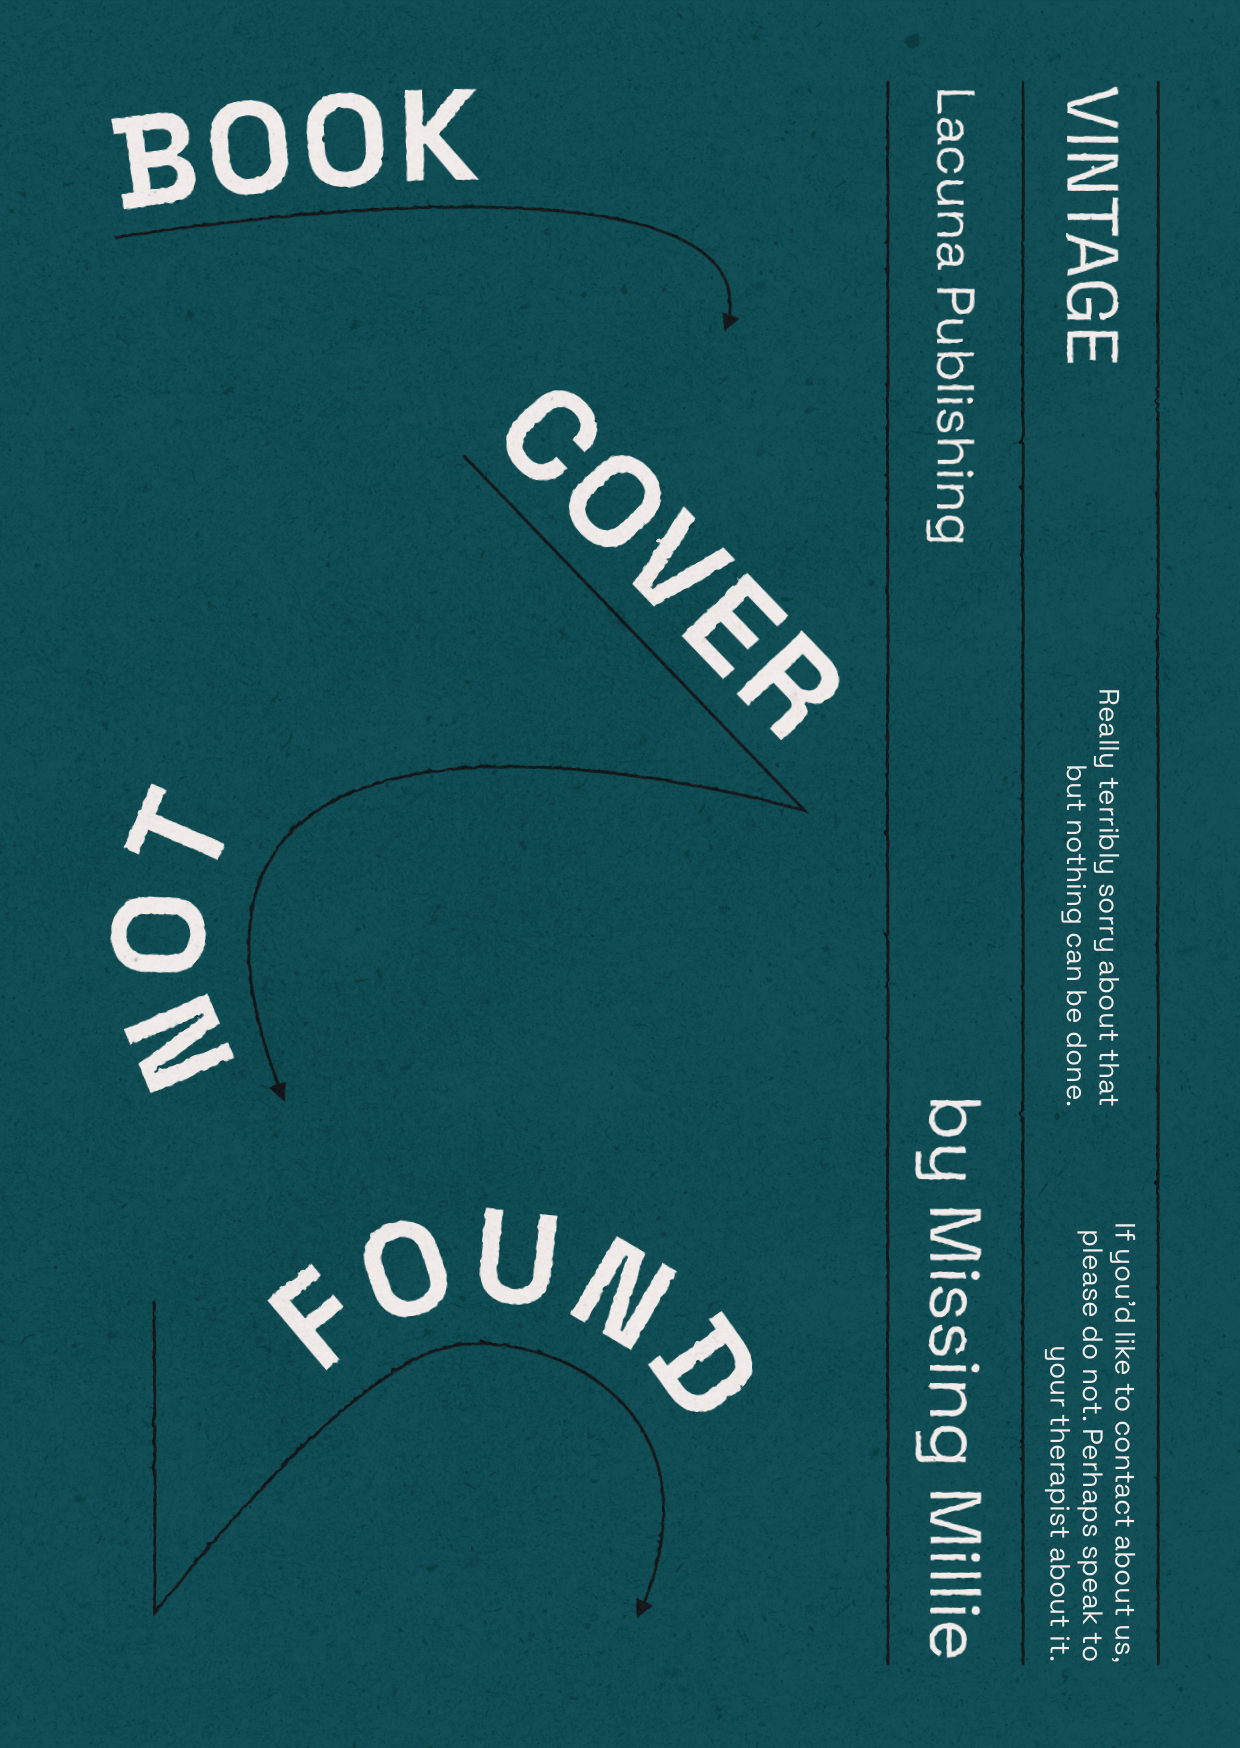 BOOK
COVER
NOT
FOUND
VINTAGE
Really terribly sorry about that
but nothing can be done.
If you'd like to contact about us,
please do not. Perhaps speak to
your therapist about it.
Lacuna Publishing
by Missing Millie